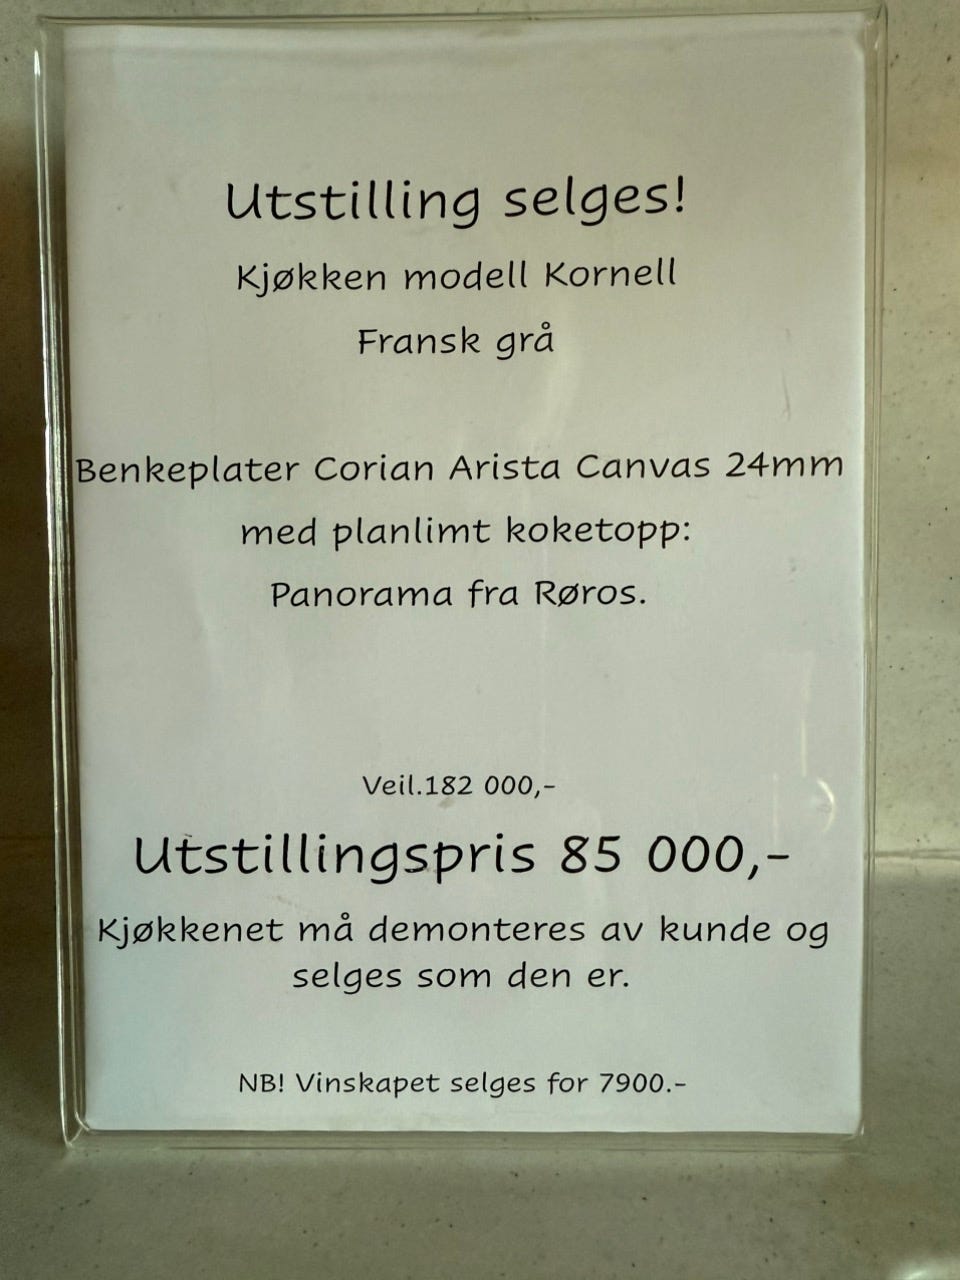 Utstilling selges!
Kjøkken modell Kornell
Fransk grå
Benkeplater Corian Arista Canvas 24mm
med planlimt koketopp:
Panorama fra Røros.
Veil.182 000,-
Utstillingspris 85 000,-
Kjøkkenet må demonteres av kunde og
selges som den er.
NB! Vinskapet selges for 7900.-